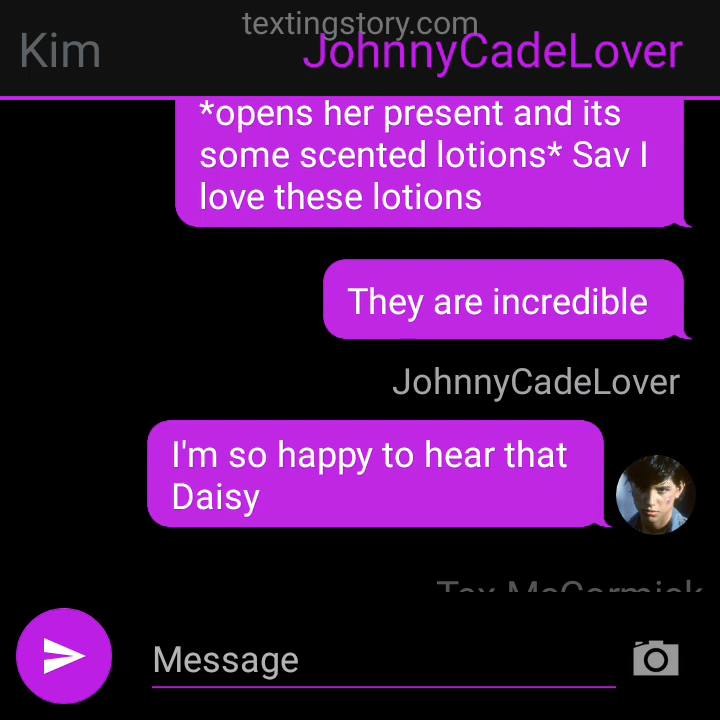 textingstory.com
Kim
JohnnyCadeLover
*opens her present and its
some scented lotions* Sav I
love these lotions
They are incredible
JohnnyCadeLover
I'm so happy to hear that
Daisy
Tex McCormick
Message